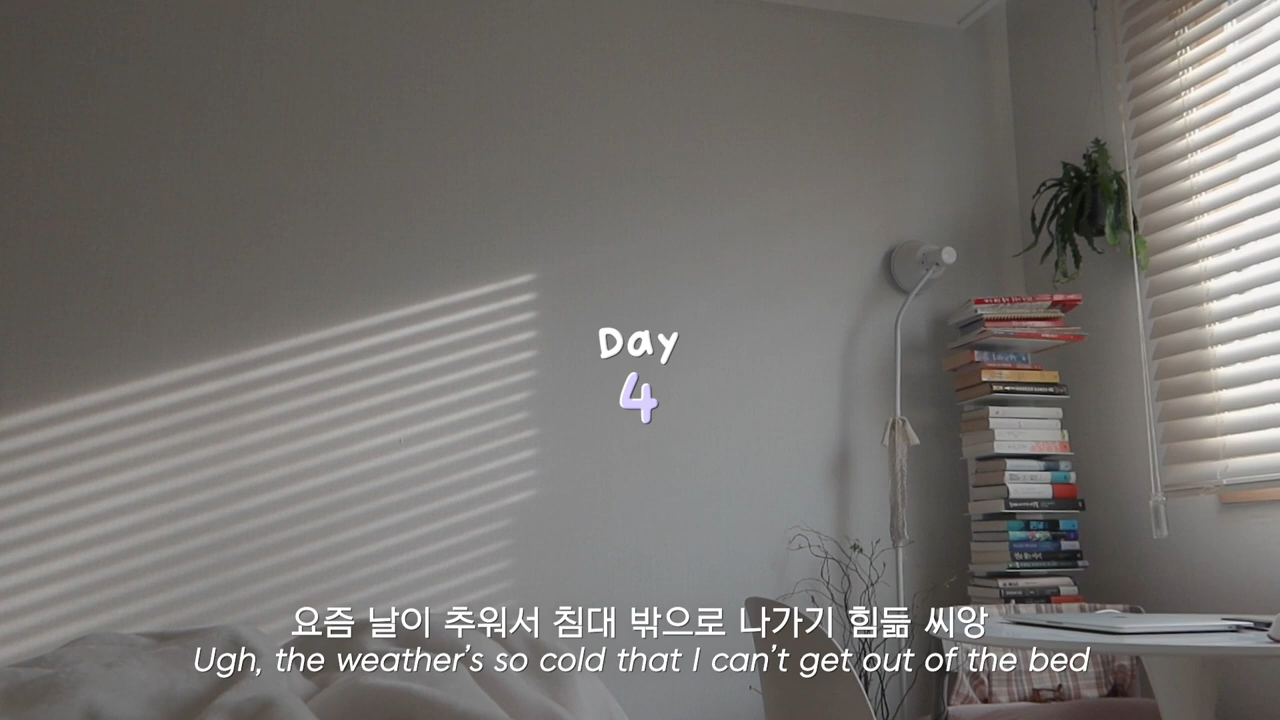 Day
4
요즘 날이 추워서 침대 밖으로 나가기 힘듦 씨앙
Ugh, the weather's so cold that I can't get out of the bed